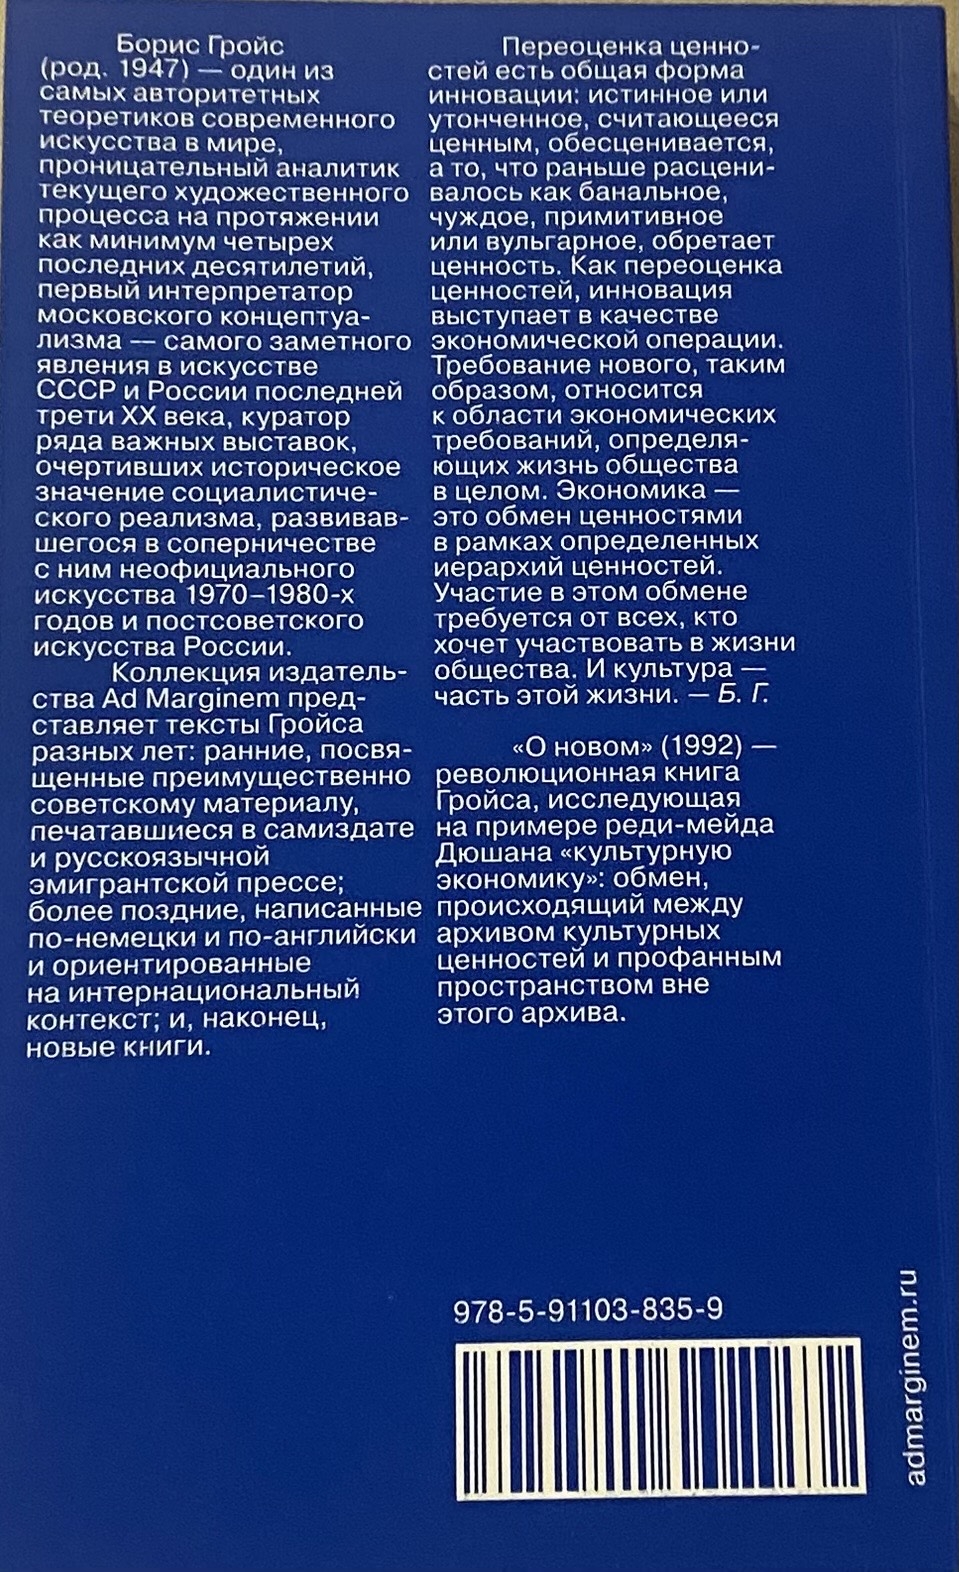 Борис Гройс
(род. 1947) — один из
самых авторитетных
теоретиков современного
искусства в мире,
проницательный аналитик
текущего художественного
процесса на протяжении
как минимум четырех
последних десятилетий,
первый интерпретатор
московского концептуа-
лизма — самого заметного
явления в искусстве
СССР и России последней
трети XX века, куратор
ряда важных выставок,
очертивших историческое
значение социалистиче-
ского реализма, развивав-
шегося в соперничестве
с ним неофициального
искусства 1970–1980-х
годов и постсоветского
искусства России.
Коллекция издатель-
ства Ad Marginem пред-
ставляет тексты Гройса
разных лет: ранние, посвя-
щенные преимущественно
советскому материалу,
печатавшиеся в самиздате
и русскоязычной
эмигрантской прессе;
более поздние, написанные
по-немецки и по-английски
и ориентированные
на интернациональный
контекст; и, наконец,
новые книги.
Переоценка ценно-
стей есть общая форма
инновации: истинное или
утонченное, считающееся
ценным, обесценивается,
а то, что раньше расцени-
валось как банальное,
чуждое, примитивное
или вульгарное, обретает
ценность. Как переоценка
ценностей, инновация
выступает в качестве
экономической операции.
Требование нового, таким
образом, относится
к области экономических
требований, определя-
ющих жизнь общества
в целом. Экономика —
это обмен ценностями
в рамках определенных
иерархий ценностей.
Участие в этом обмене
требуется от всех, кто
хочет участвовать в жизни
общества. И культура —
часть этой жизни. — Б. Г.
«О новом» (1992) —
революционная книга
Гройса, исследующая
на примере реди-мейда
Дюшана «культурную
экономику»: обмен,
происходящий между
архивом культурных
ценностей и профанным
пространством вне
этого архива.
978-5-91103-835-9
admarginem.ru